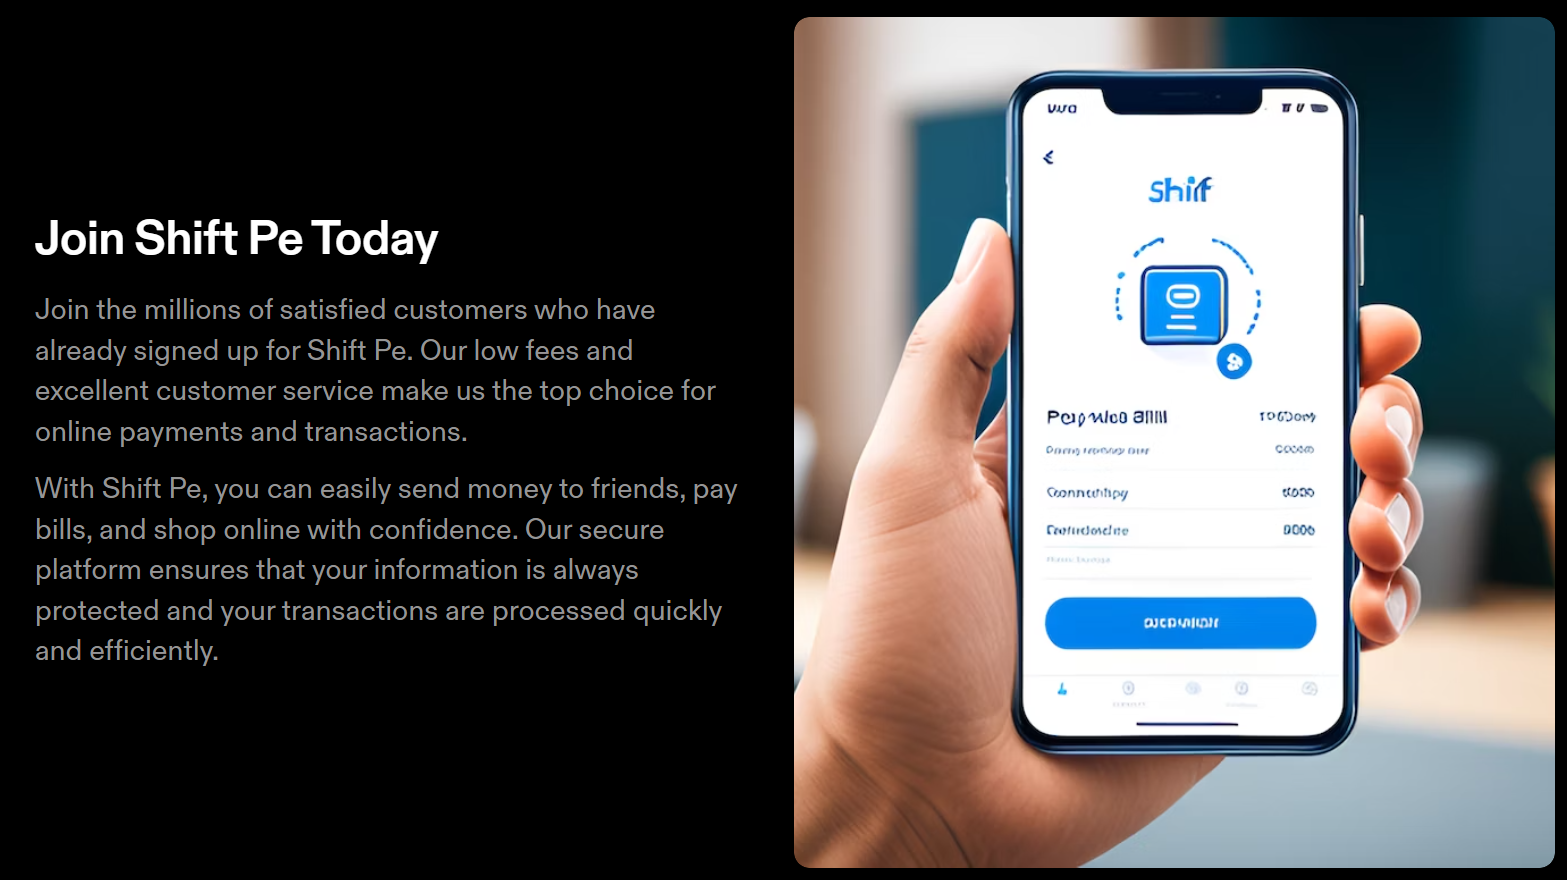 Join Shift Pe Today
Join the millions of satisfied customers who have
already signed up for Shift Pe. Our low fees and
excellent customer service make us the top choice for
online payments and transactions.
With Shift Pe, you can easily send money to friends, pay
bills, and shop online with confidence. Our secure
platform ensures that your information is always
protected and your transactions are processed quickly
and efficiently.